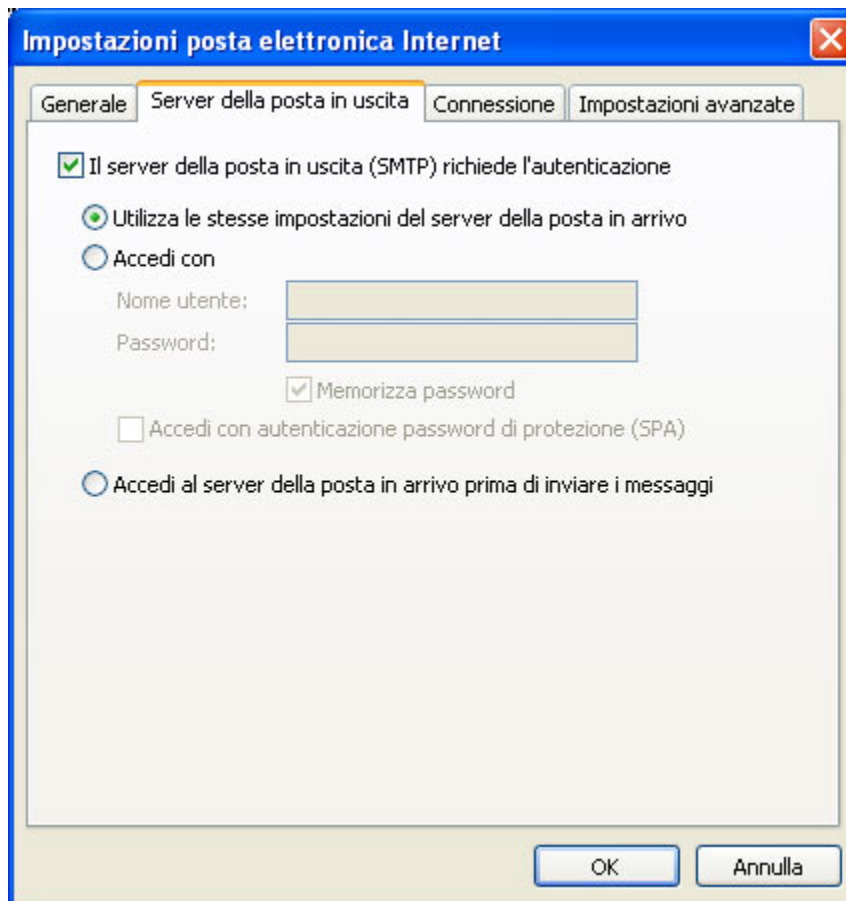 Impostazioni posta elettronica Internet
Generale Server della posta in uscita Connessione Impostazioni avanzate
Il server della posta in uscita (SMTP) richiede l'autenticazione
Utilizza le stesse impostazioni del server della posta in arrivo
Accedi con
Nome utente:
Password:
Memorizza password
Accedi con autenticazione password di protezione (SPA)
Accedi al server della posta in arrivo prima di inviare i messaggi
OK Annulla